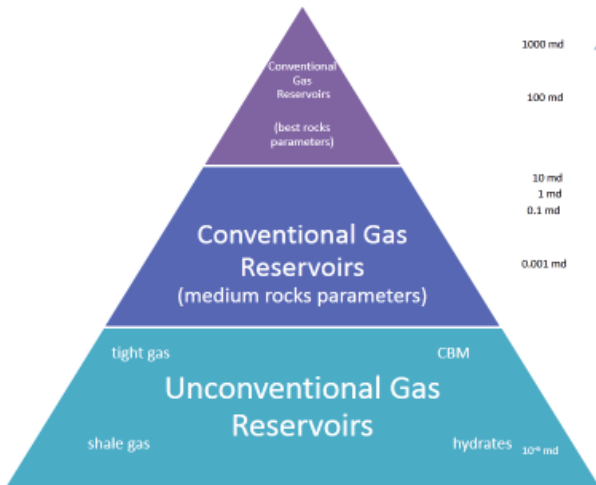 Conventional
Gas
Reservoirs
(best rocks
parameters)
1000 md
100 md
10 md
1 md
0.1 md
0.001 md
Conventional Gas
Reservoirs
(medium rocks parameters)
tight gas
CBM
Unconventional Gas
Reservoirs
shale gas
hydrates
md